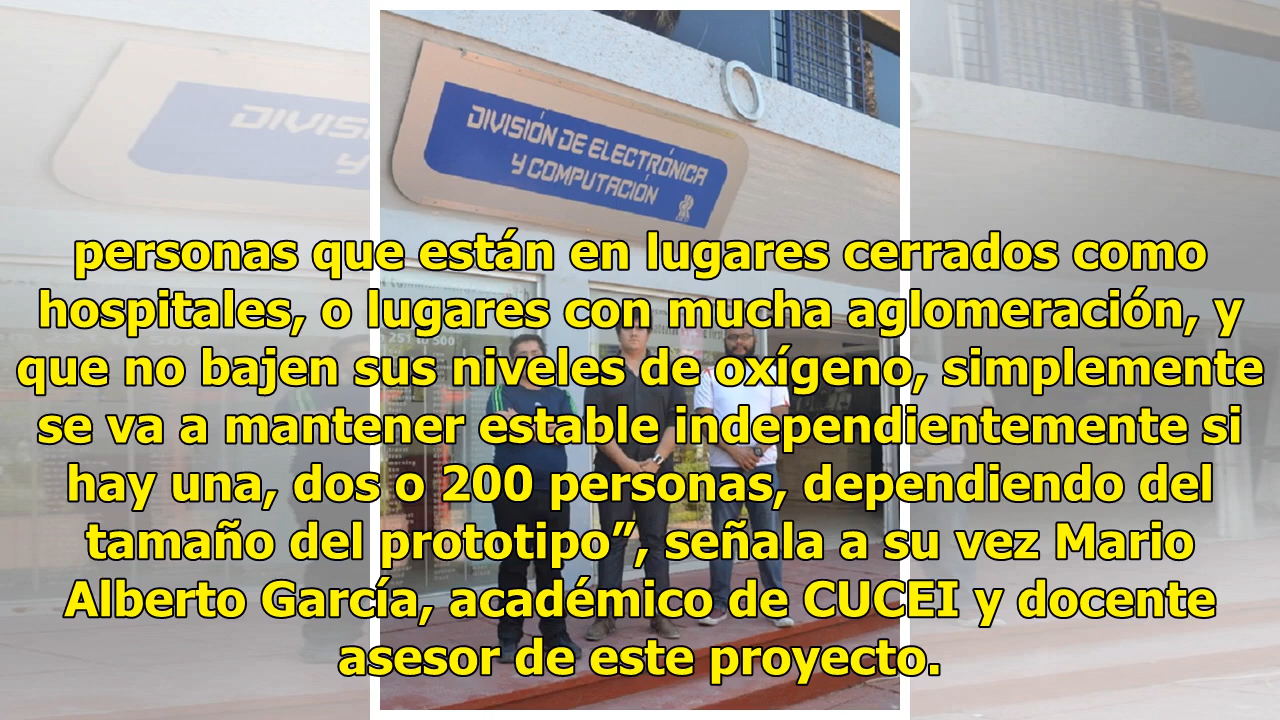 DIVISIÓN DE ELECTRÓNICA
Y COMPUTACIÓN
personas que están en lugares cerrados como
hospitales, o lugares con mucha aglomeración, y
que no bajen sus niveles de oxígeno, simplemente
se va a mantener estable independientemente si
hay una, dos o 200 personas, dependiendo del
tamaño del prototipo”, señala a su vez Mario
Alberto García, académico de CUCEI y docente
asesor de este proyecto.